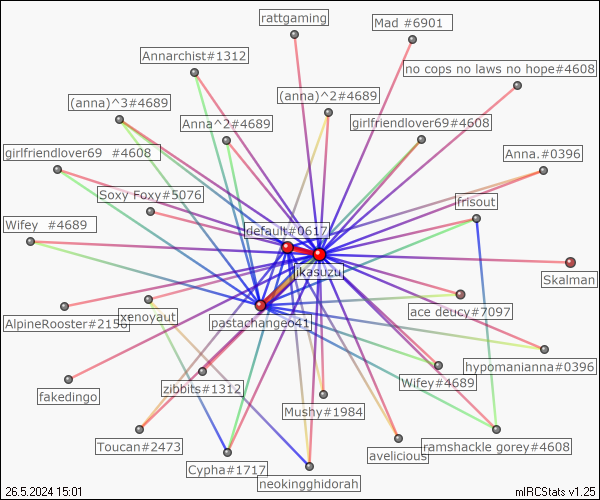 rattgaming
Mad #6901
Annarchist#1312
no cops no laws no hope#4608
(anna)^3#4689
(anna)^2#4689
Anna^2#4689
girlfriendlover69#4608
girlfriendlover69 #4608
Anna.#0396
Soxy Foxy#5076
frisout
Wifey #4689
default#0617
jkasuzu
Skalman
AlpineRooster#2150
xenoyaut
pastachangeo41
ace deucy#7097
hypomanianna#0396
zibbits#1312
Wifey#4689
fakedingo
Mushy#1984
Toucan#2473
ramshackle gorey#4608
avelicious
Cypha#1717
neokingghidorah
26.5.2024 15:01
mIRCStats v1.25